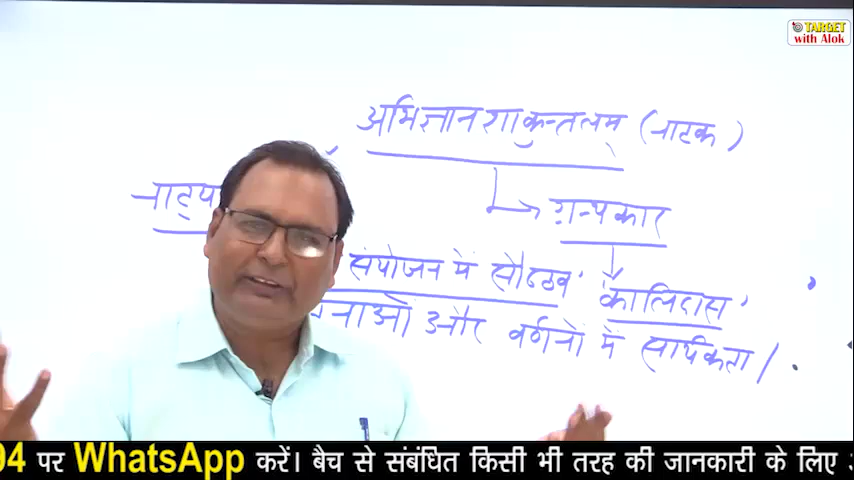 TARGET
with Alok
अभिज्ञानशाकुन्तलम् (नाटक)
ग्रन्थकार
संयोजन में सौष्ठव 'कालिदास'
और वर्णनों में सार्थकता।
94 पर WhatsApp करें। बैच से संबंधित किसी भी तरह की जानकारी के लिए